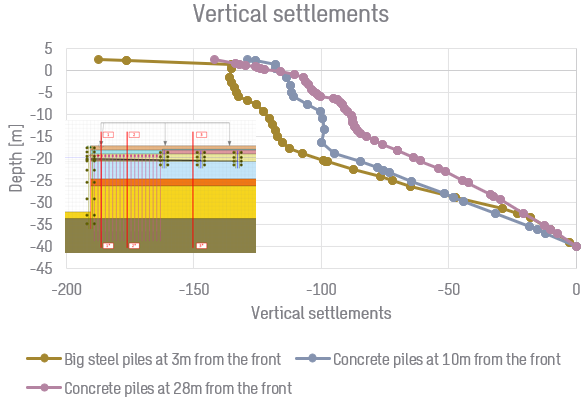 Vertical settlements
5
0
-5
-10
-15
-20
-25
-30
-35
-40
-45
Depth [m]
-200
-150
-100
-50
0
Vertical settlements
Big steel piles at 3m from the front
Concrete piles at 10m from the front
Concrete piles at 28m from the front